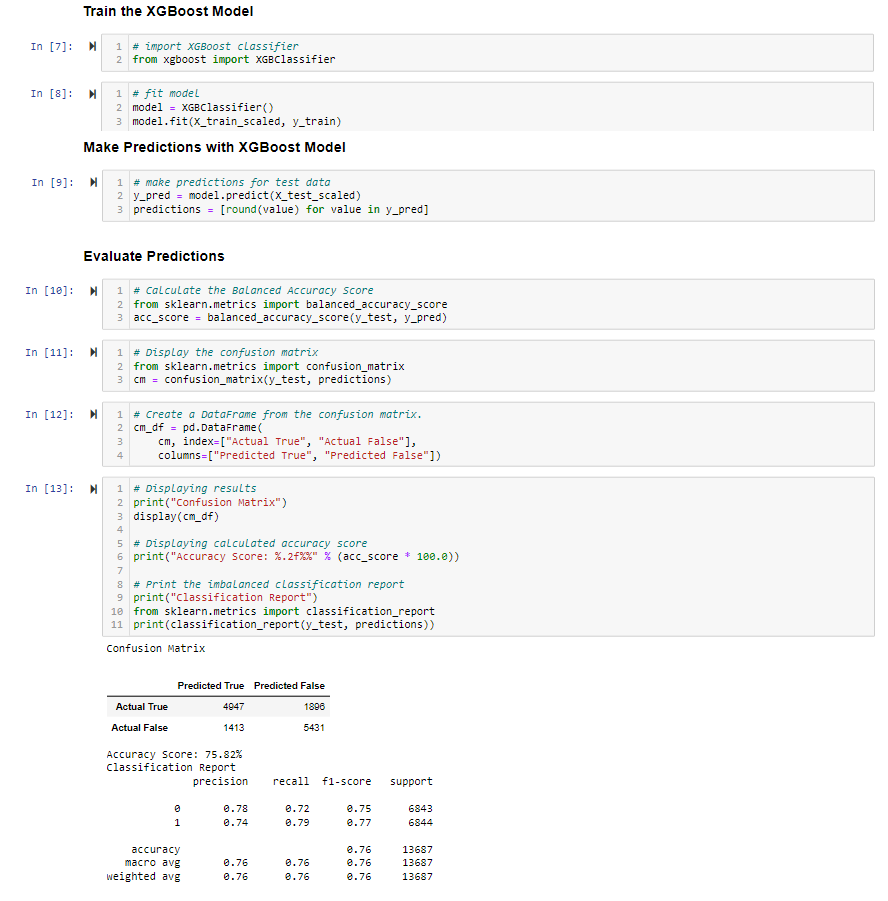 Train the XGBoost Model
In [7]:
1 # import XGBoost classifier
2 from xgboost import XGBClassifier
In [8]:
1 # fit model
2 model = XGBClassifier()
3 model.fit(X_train_scaled, y_train)
Make Predictions with XGBoost Model
In [9]:
1 # make predictions for test data
2 y_pred = model.predict(X_test_scaled)
3 predictions = [round(value) for value in y_pred]
Evaluate Predictions
In [10]:
1 # Calculate the Balanced Accuracy Score
2 from sklearn.metrics import balanced_accuracy_score
3 acc_score = balanced_accuracy_score(y_test, y_pred)
In [11]:
1 # Display the confusion matrix
2 from sklearn.metrics import confusion_matrix
3 cm = confusion_matrix(y_test, predictions)
In [12]:
1 # Create a DataFrame from the confusion matrix.
2 cm_df = pd.DataFrame(
3     cm, index=["Actual True", "Actual False"],
4     columns=["Predicted True", "Predicted False"])
In [13]:
1 # Displaying results
2 print("Confusion Matrix")
3 display(cm_df)
4
5 # Displaying calculated accuracy score
6 print("Accuracy Score: %.2f%%" % (acc_score * 100.0))
7
8 # Print the imbalanced classification report
9 print("Classification Report")
10 from sklearn.metrics import classification_report
11 print(classification_report(y_test, predictions))
Confusion Matrix
Predicted True Predicted False
Actual True 4947 1896
Actual False 1413 5431
Accuracy Score: 75.82%
Classification Report
precision recall f1-score support
0 0.78 0.72 0.75 6843
1 0.74 0.79 0.77 6844
accuracy 0.76 13687
macro avg 0.76 0.76 0.76 13687
weighted avg 0.76 0.76 0.76 13687